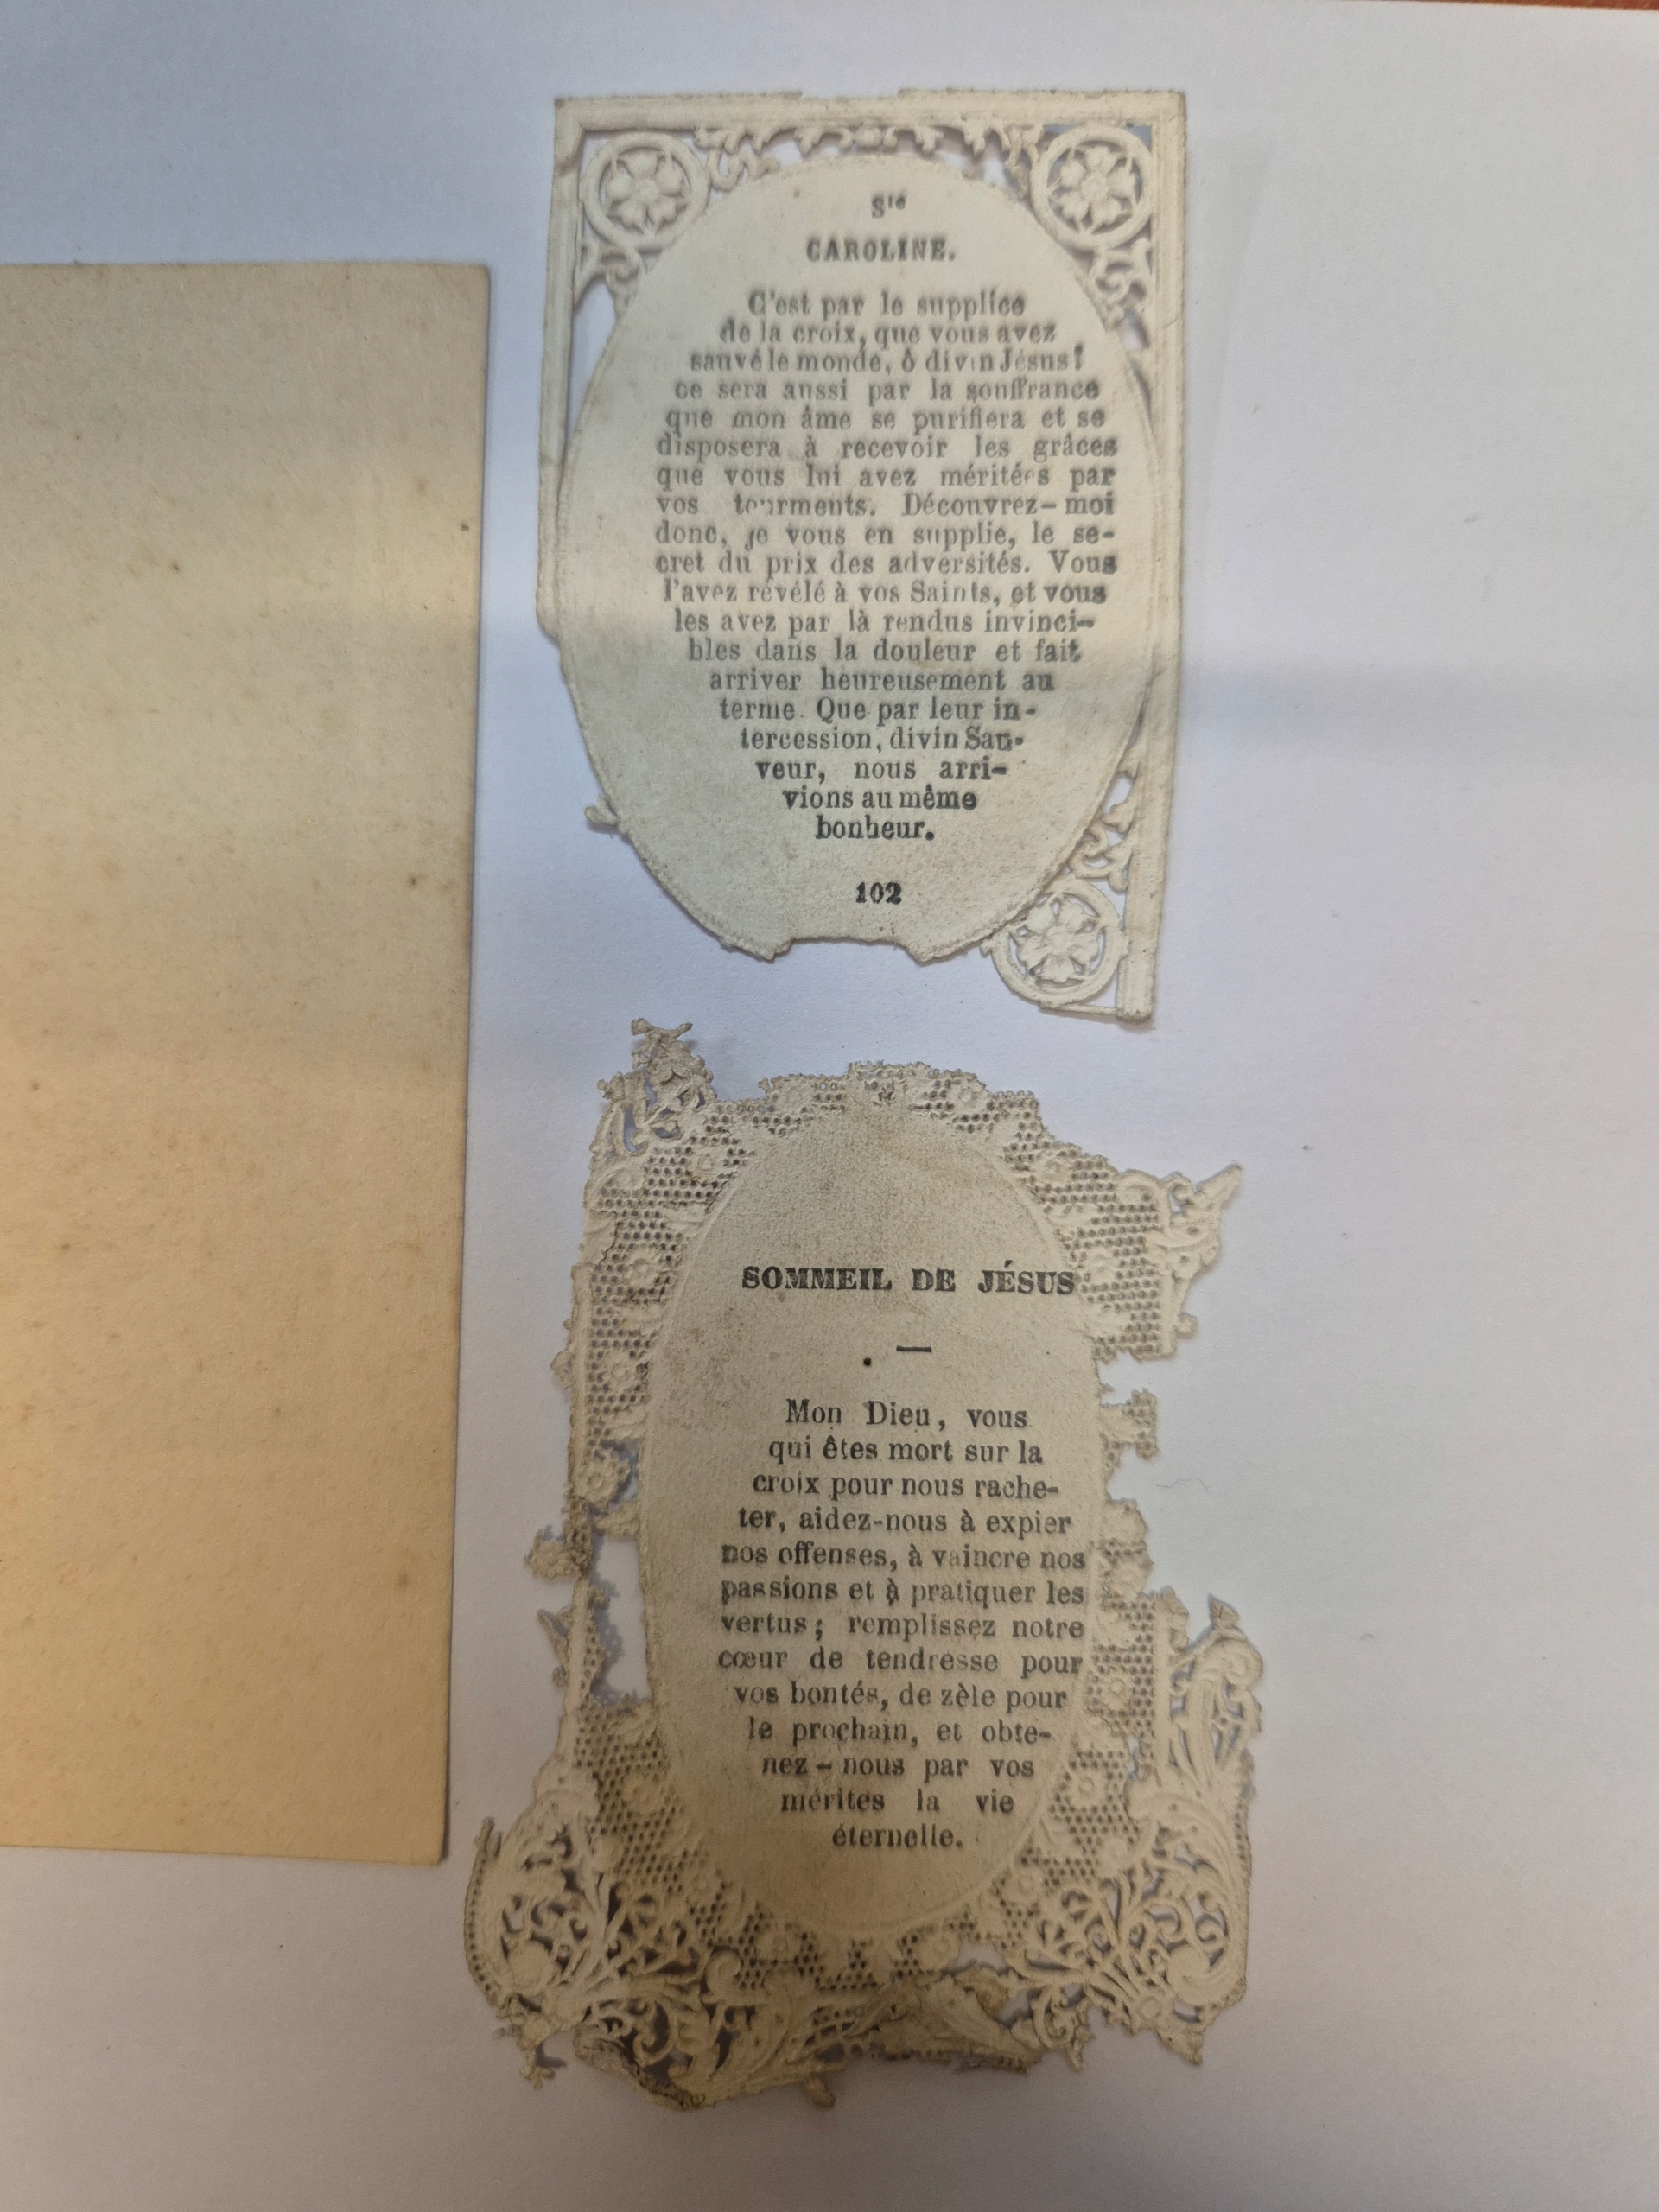 Ste
CAROLINE.
C'est par le supplice
de la croix, que vous avez
sauvé le monde, ô divin Jésus!
ce sera aussi par la souffrance
que mon âme se purifiera et se
disposera à recevoir les grâces
que vous lui avez méritées par
vos tourments. Découvrez-moi
donc, je vous en supplie, le se-
cret du prix des adversités. Vous
l'avez révélé à vos Saints, et vous
les avez par là rendus invinci-
bles dans la douleur et fait
arriver heureusement au
terme. Que par leur in-
tercession, divin Sau-
veur, nous arri-
vions au même
bonheur.
102
SOMMEIL DE JÉSUS
Mon Dieu, vous
qui êtes mort sur la
croix pour nous rache-
ter, aidez-nous à expier
nos offenses, à vaincre nos
passions et à pratiquer les
vertus; remplissez notre
cœur de tendresse pour
vos bontés, de zèle pour
le prochain, et obte-
nez-nous par vos
mérites la vie
éternelle.